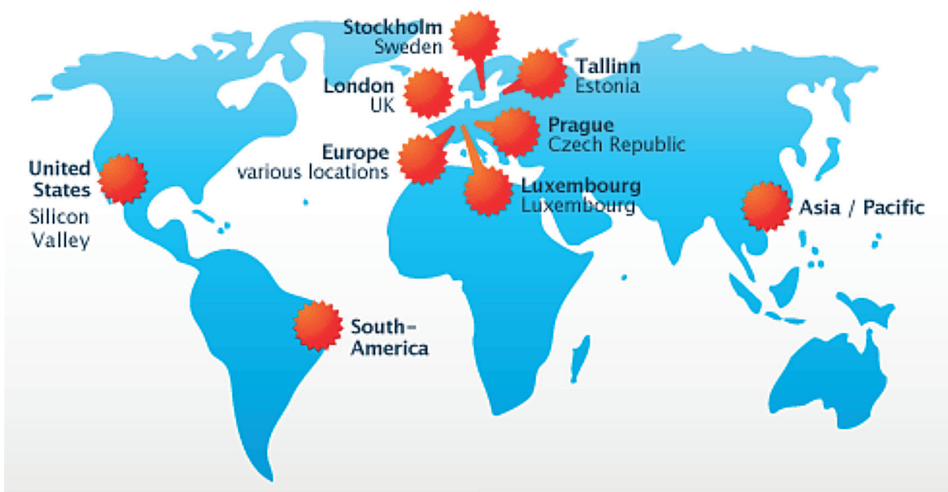 Stockholm
Sweden
Tallinn
Estonia
London
UK
Prague
Czech Republic
Europe
various locations
United
States
Silicon
Valley
Luxembourg
Luxembourg
Asia / Pacific
South-
America